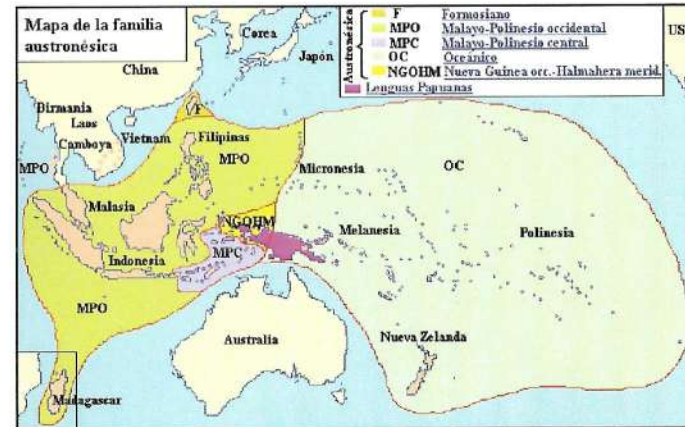 Mapa de la familia
austronésica
Austronésica
F Formosiano
MPO Malayo-Polinesio occidental
MPC Malayo-Polinesio central
OC Oceánico
NGOHM Nueva Guinea occ.-Halmahera merid.
Lenguas Papuanas
Corea
Japón
US
China
Birmania
Laos
Camboya
Vietnam
F
Filipinas
MPO
MPO
Micronesia
OC
Malasia
NGOHM
Melanesia
Polinesia
Indonesia
MPC
MPO
Australia
Nueva Zelanda
Madagascar